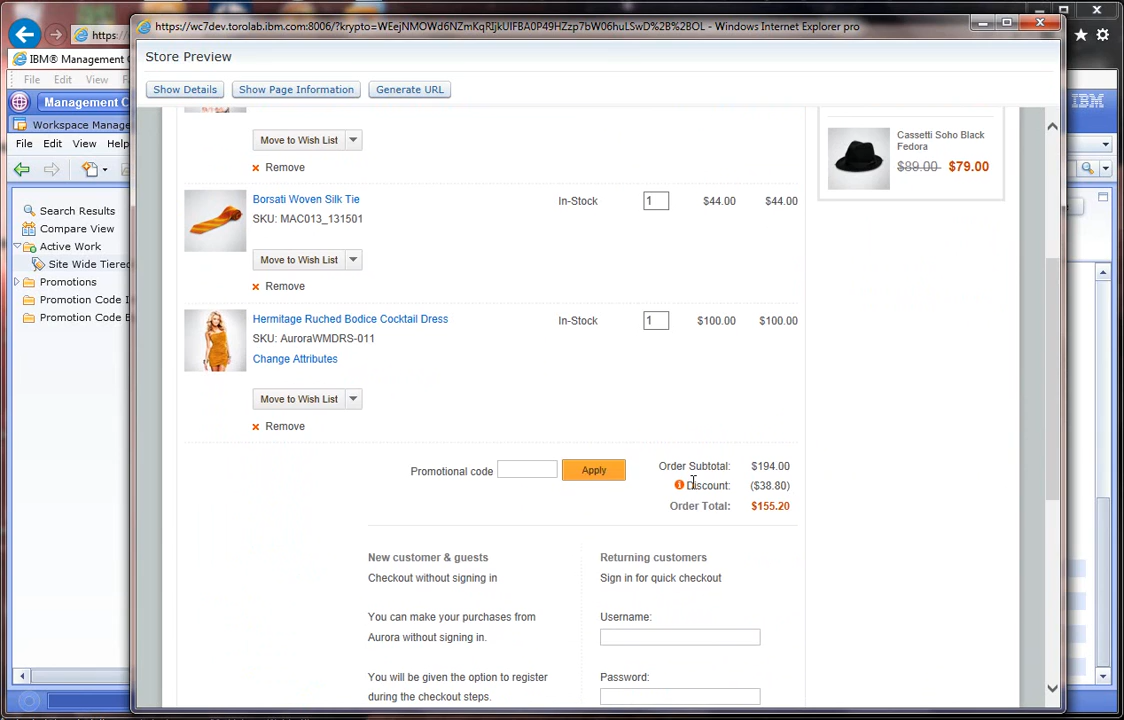 https://wc7dev.torolab.ibm.com:8006/?krypto=WEejNMOWd6NZmKqRIJkUIFBA0P49HZzp7bW06huLSwD%2B%2BOL - Windows Internet Explorer pro
https:
IBM® Management C
File Edit View
Management C
IBM
Workspace Manage
File Edit View Help
Search Results
Compare View
Active Work
Site Wide Tiered
Promotions
Promotion Code I
Promotion Code E
Store Preview
Show Details Show Page Information Generate URL
Move to Wish List
Remove
Cassetti Soho Black
Fedora
$89.00 $79.00
Borsati Woven Silk Tie In-Stock 1 $44.00 $44.00
SKU: MAC013_131501
Move to Wish List
Remove
Hermitage Ruched Bodice Cocktail Dress In-Stock 1 $100.00 $100.00
SKU: AuroraWMDRS-011
Change Attributes
Move to Wish List
Remove
Promotional code Apply
Order Subtotal: $194.00
Discount: ($38.80)
Order Total: $155.20
New customer & guests
Checkout without signing in
You can make your purchases from
Aurora without signing in.
You will be given the option to register
during the checkout steps.
Returning customers
Sign in for quick checkout
Username:
Password: